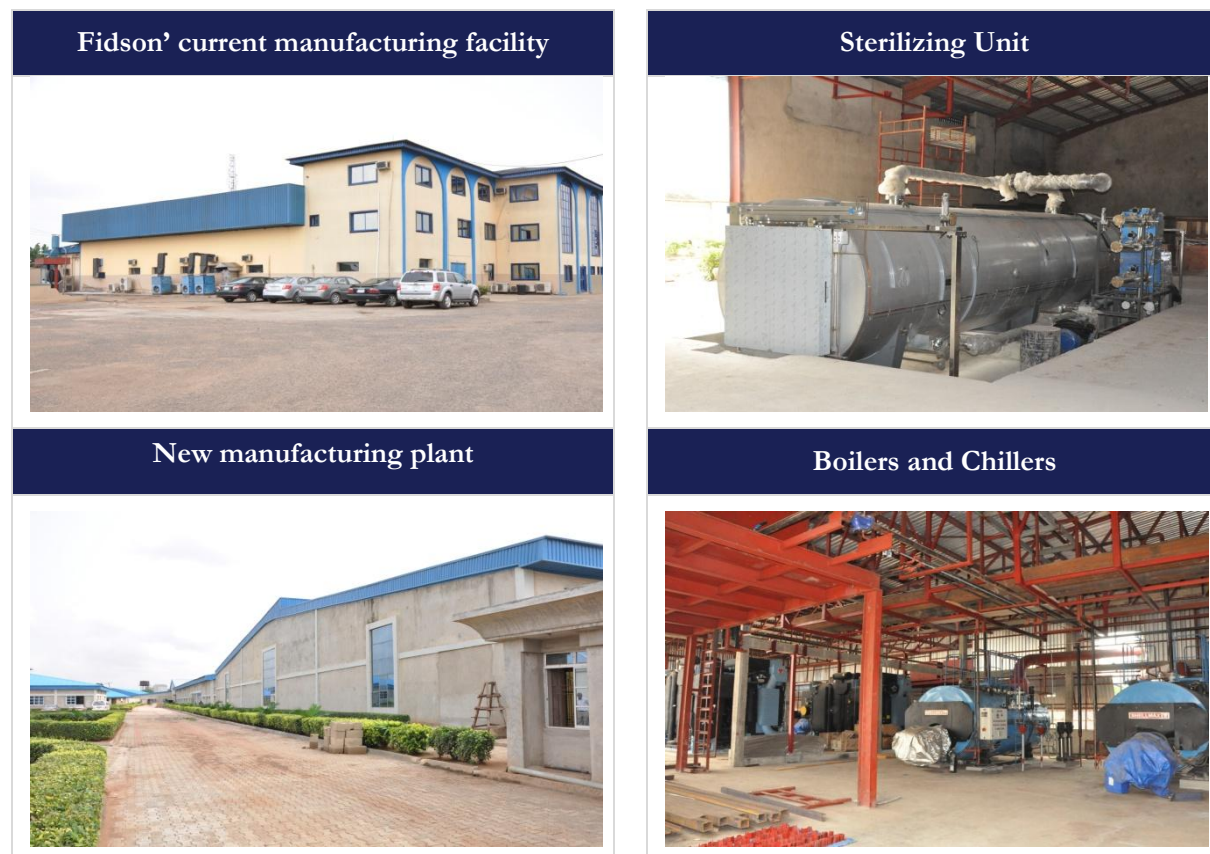 Fidson’ current manufacturing facility
Sterilizing Unit
New manufacturing plant
Boilers and Chillers